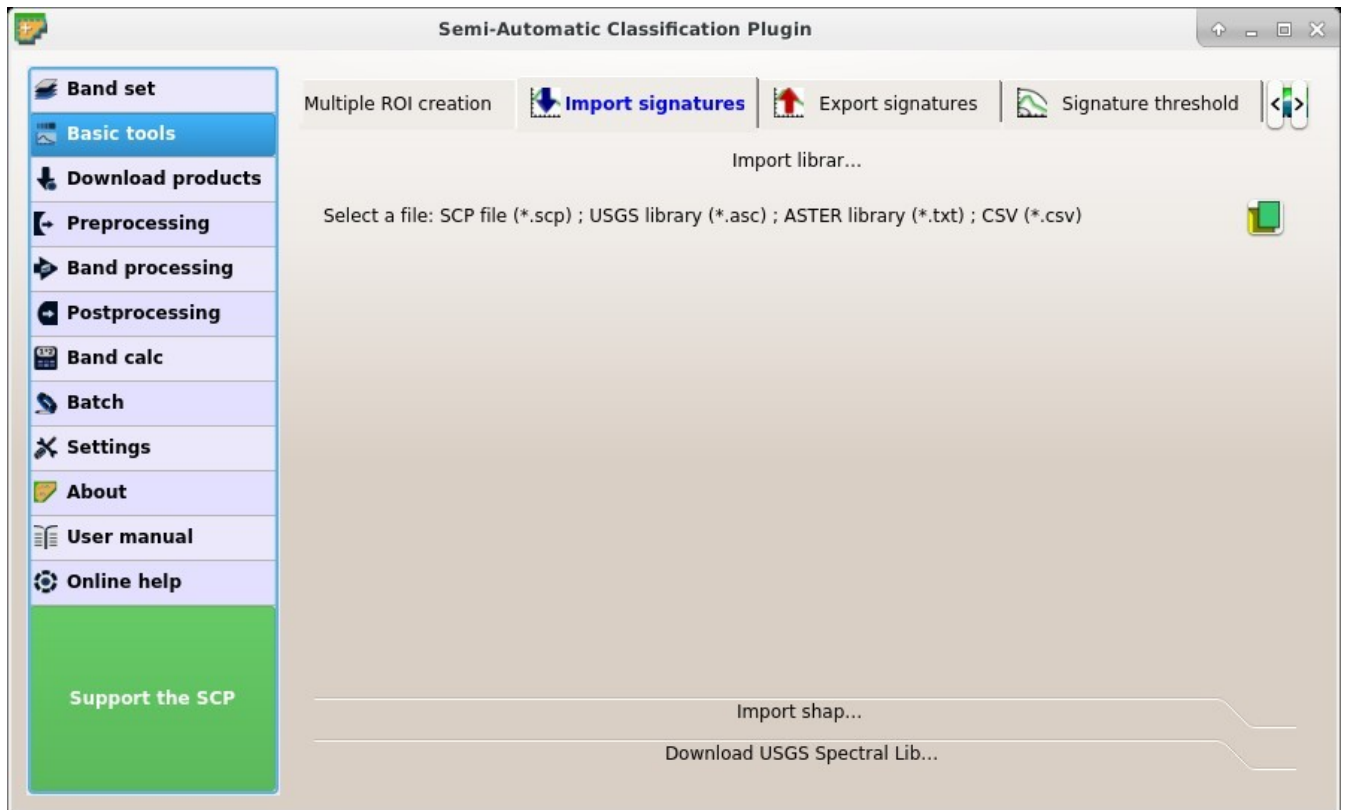 Semi-Automatic Classification Plugin
Band set
Basic tools
Download products
Preprocessing
Band processing
Postprocessing
Band calc
Batch
Settings
About
User manual
Online help
Support the SCP
Multiple ROI creation
Import signatures
Export signatures
Signature threshold
Import librar...
Select a file: SCP file (*.scp) ; USGS library (*.asc) ; ASTER library (*.txt) ; CSV (*.csv)
Import shap...
Download USGS Spectral Lib...